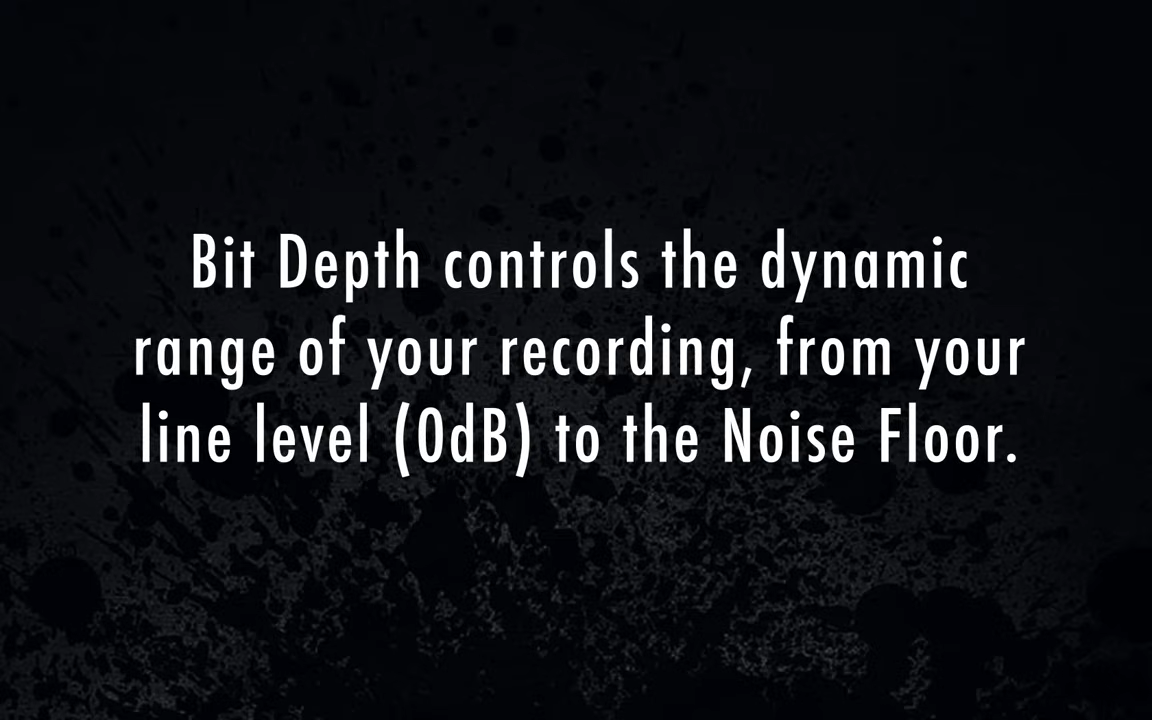 Bit Depth controls the dynamic
range of your recording, from your
line level (0dB) to the Noise Floor.